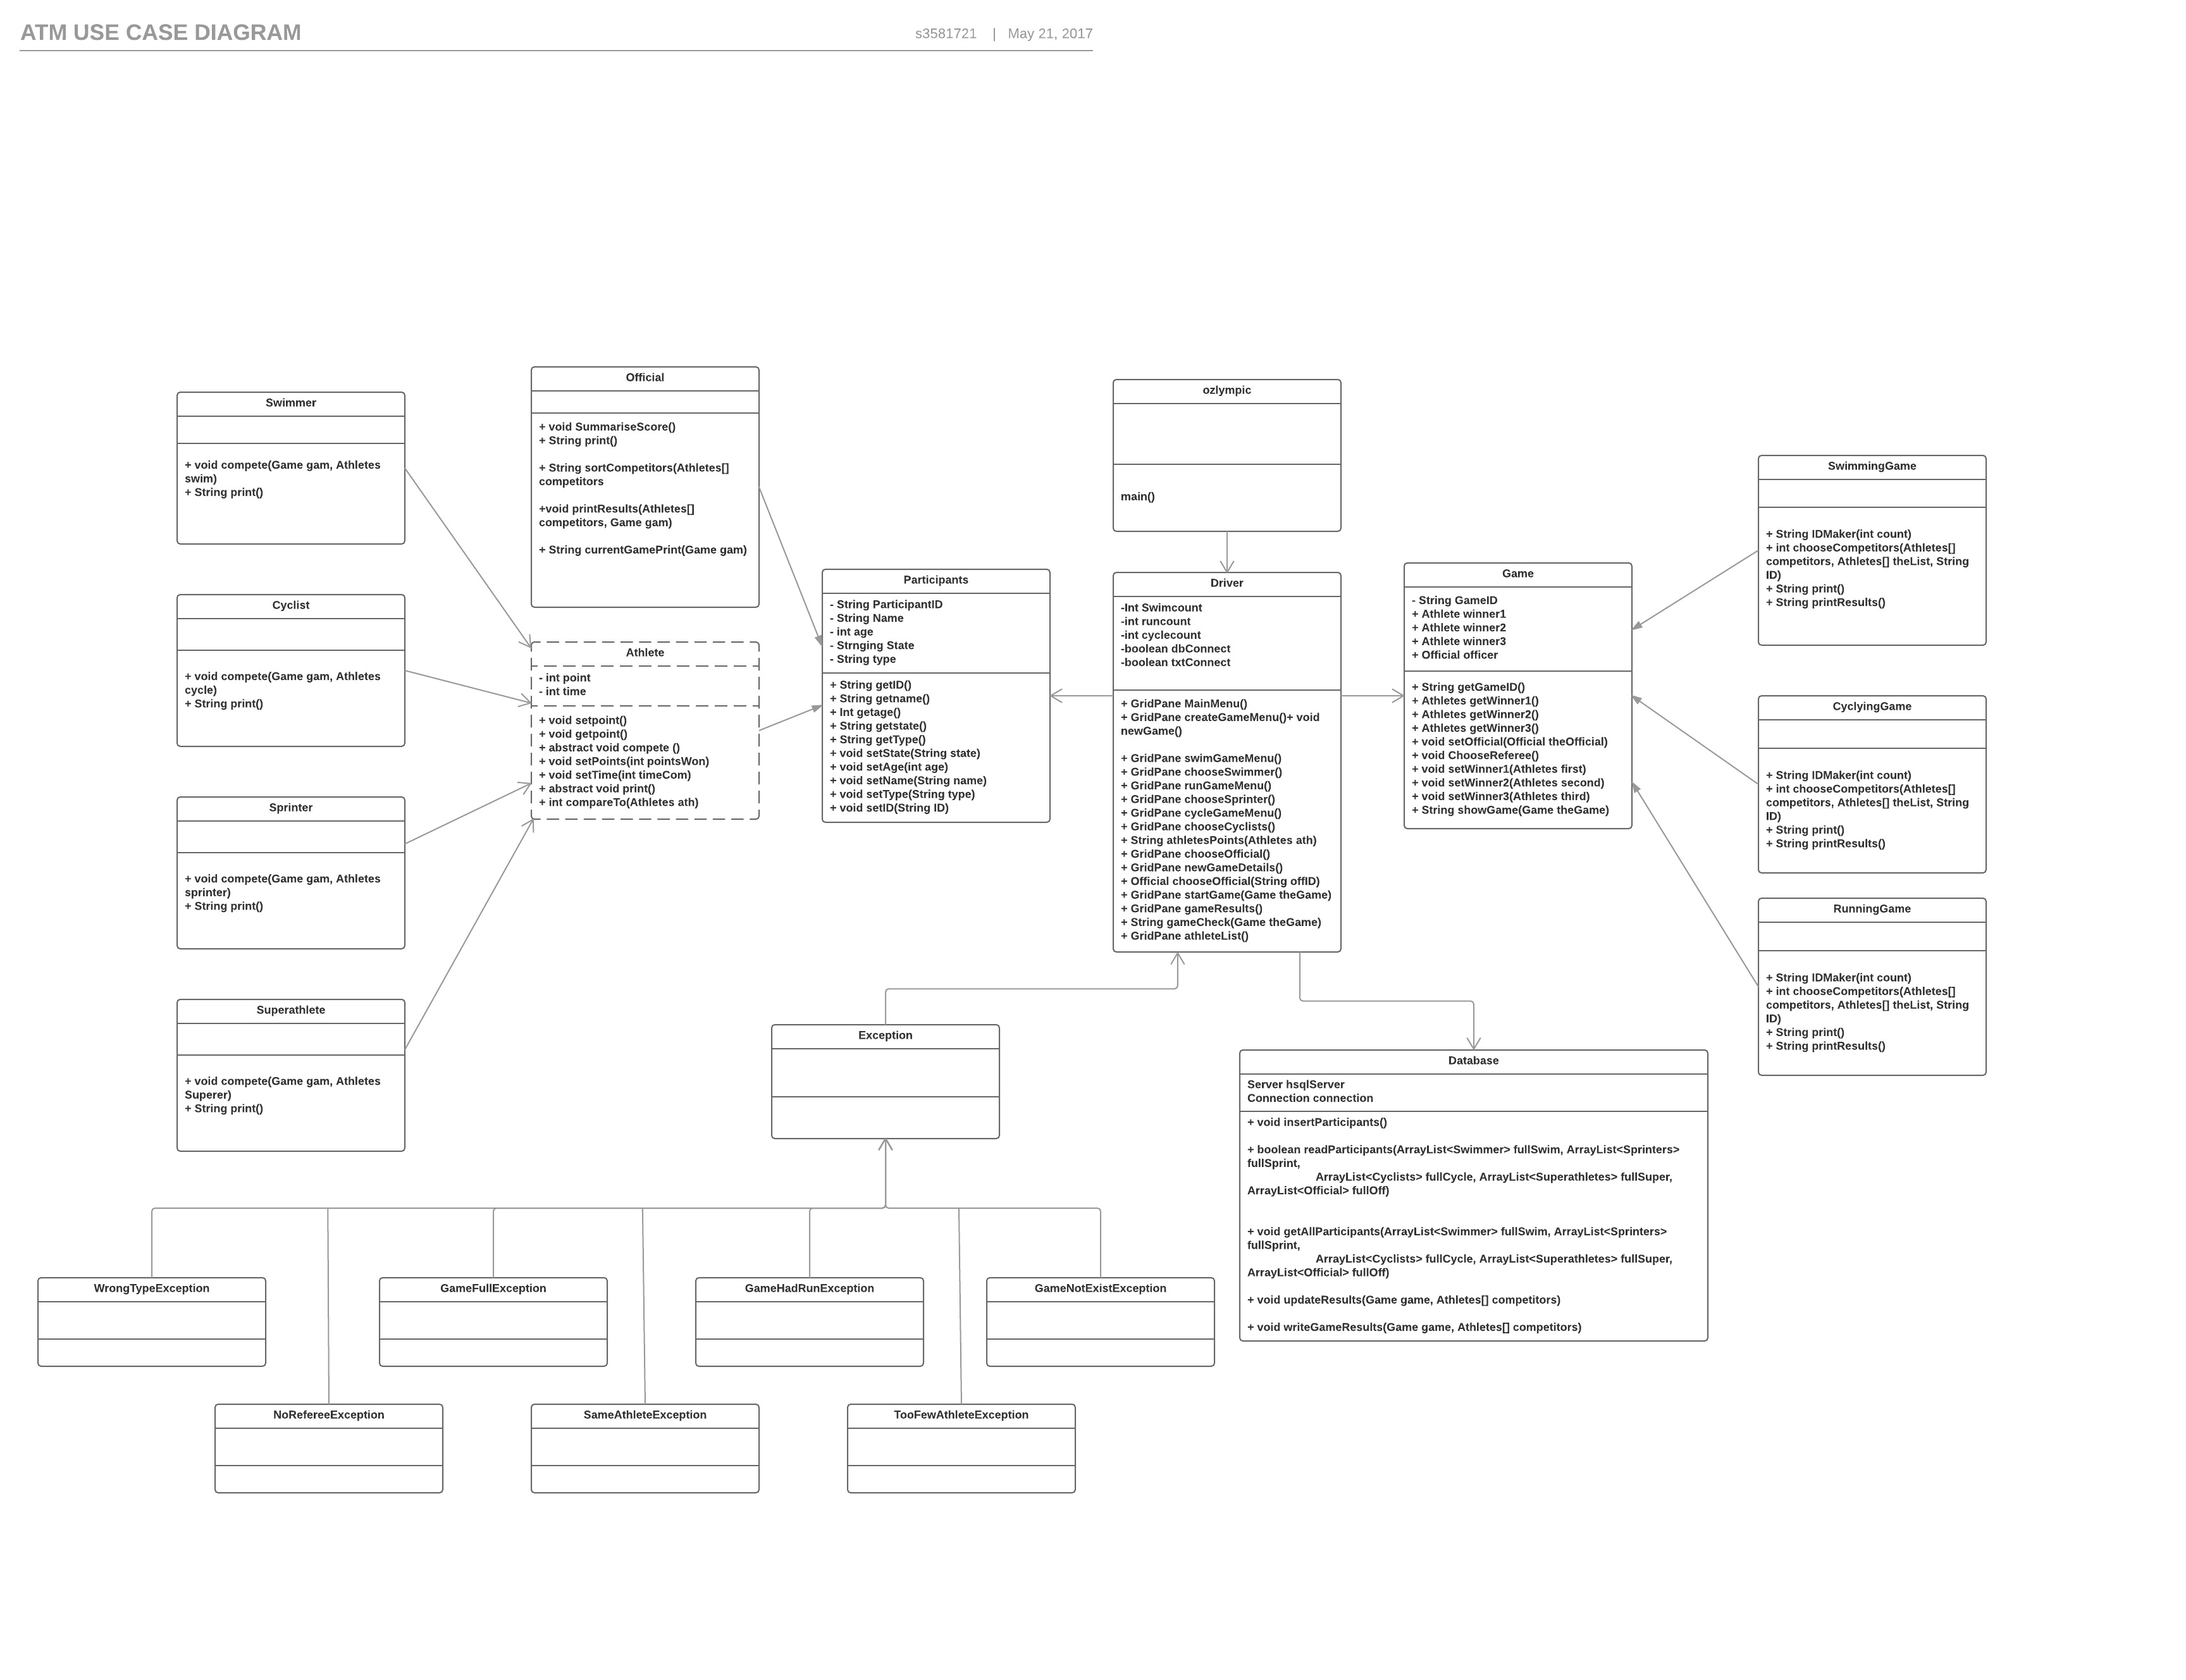 ATM USE CASE DIAGRAM
s3581721 | May 21, 2017
Swimmer
+ void compete(Game gam, Athletes
swim)
+ String print()
Cyclist
+ void compete(Game gam, Athletes
cycle)
+ String print()
Sprinter
+ void compete(Game gam, Athletes
sprinter)
+ String print()
Superathlete
+ void compete(Game gam, Athletes
Superer)
+ String print()
Official
+ void SummariseScore()
+ String print()
+ String sortCompetitors(Athletes[]
competitors
+void printResults(Athletes[]
competitors, Game gam)
+ String currentGamePrint(Game gam)
Athlete
- int point
- int time
+ void setpoint()
+ void getpoint()
+ abstract void compete ()
+ void setPoints(int pointsWon)
+ void setTime(int timeCom)
+ abstract void print()
+ int compareTo(Athletes ath)
Participants
- String ParticipantID
- String Name
- int age
- Strnging State
- String type
+ String getID()
+ String getname()
+ Int getage()
+ String getstate()
+ String getType()
+ void setState(String state)
+ void setAge(int age)
+ void setName(String name)
+ void setType(String type)
+ void setID(String ID)
ozlympic
main()
Driver
-Int Swimcount
-int runcount
-int cyclecount
-boolean dbConnect
-boolean txtConnect
+ GridPane MainMenu()
+ GridPane createGameMenu()+ void
newGame()
+ GridPane swimGameMenu()
+ GridPane chooseSwimmer()
+ GridPane runGameMenu()
+ GridPane chooseSprinter()
+ GridPane cycleGameMenu()
+ GridPane chooseCyclists()
+ String athletesPoints(Athletes ath)
+ GridPane chooseOfficial()
+ GridPane newGameDetails()
+ Official chooseOfficial(String offID)
+ GridPane startGame(Game theGame)
+ GridPane gameResults()
+ String gameCheck(Game theGame)
+ GridPane athleteList()
Game
- String GameID
+ Athlete winner1
+ Athlete winner2
+ Athlete winner3
+ Official officer
+ String getGameID()
+ Athletes getWinner1()
+ Athletes getWinner2()
+ Athletes getWinner3()
+ void setOfficial(Official theOfficial)
+ void ChooseReferee()
+ void setWinner1(Athletes first)
+ void setWinner2(Athletes second)
+ void setWinner3(Athletes third)
+ String showGame(Game theGame)
SwimmingGame
+ String IDMaker(int count)
+ int chooseCompetitors(Athletes[]
competitors, Athletes[] theList, String
ID)
+ String print()
+ String printResults()
CyclyingGame
+ String IDMaker(int count)
+ int chooseCompetitors(Athletes[]
competitors, Athletes[] theList, String
ID)
+ String print()
+ String printResults()
RunningGame
+ String IDMaker(int count)
+ int chooseCompetitors(Athletes[]
competitors, Athletes[] theList, String
ID)
+ String print()
+ String printResults()
Exception
Database
Server hsqlServer
Connection connection
+ void insertParticipants()
+ boolean readParticipants(ArrayList<Swimmer> fullSwim, ArrayList<Sprinters>
fullSprint,
ArrayList<Cyclists> fullCycle, ArrayList<Superathletes> fullSuper,
ArrayList<Official> fullOff)
+ void getAllParticipants(ArrayList<Swimmer> fullSwim, ArrayList<Sprinters>
fullSprint,
ArrayList<Cyclists> fullCycle, ArrayList<Superathletes> fullSuper,
ArrayList<Official> fullOff)
+ void updateResults(Game game, Athletes[] competitors)
+ void writeGameResults(Game game, Athletes[] competitors)
WrongTypeException
GameFullException
GameHadRunException
GameNotExistException
NoRefereeException
SameAthleteException
TooFewAthleteException